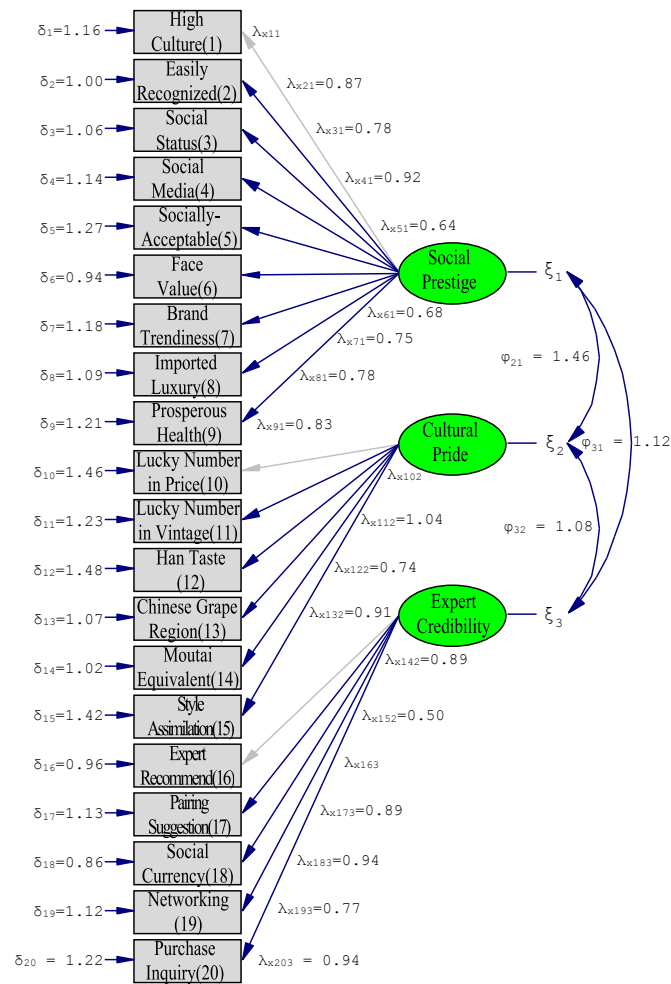 δ1=1.16
High
Culture(1)
λx11
δ2=1.00
Easily
Recognized(2)
λx21=0.87
δ3=1.06
Social
Status(3)
λx31=0.78
δ4=1.14
Social
Media(4)
λx41=0.92
δ5=1.27
Socially-
Acceptable(5)
λx51=0.64
δ6=0.94
Face
Value(6)
Social
Prestige
ξ1
λx61=0.68
δ7=1.18
Brand
Trendiness(7)
λx71=0.75
φ21 = 1.46
δ8=1.09
Imported
Luxury(8)
λx81=0.78
δ9=1.21
Prosperous
Health(9)
λx91=0.83
Cultural
Pride
ξ2
φ31 = 1.12
δ10=1.46
Lucky Number
in Price(10)
λx102
δ11=1.23
Lucky Number
in Vintage(11)
λx112=1.04
φ32 = 1.08
δ12=1.48
Han Taste
(12)
λx122=0.74
δ13=1.07
Chinese Grape
Region(13)
λx132=0.91
Expert
Credibility
ξ3
δ14=1.02
Moutai
Equivalent(14)
λx142=0.89
δ15=1.42
Style
Assimilation(15)
λx152=0.50
δ16=0.96
Expert
Recommend(16)
λx163
δ17=1.13
Pairing
Suggestion(17)
λx173=0.89
δ18=0.86
Social
Currency(18)
λx183=0.94
δ19=1.12
Networking
(19)
λx193=0.77
δ20 = 1.22
Purchase
Inquiry(20)
λx203 = 0.94